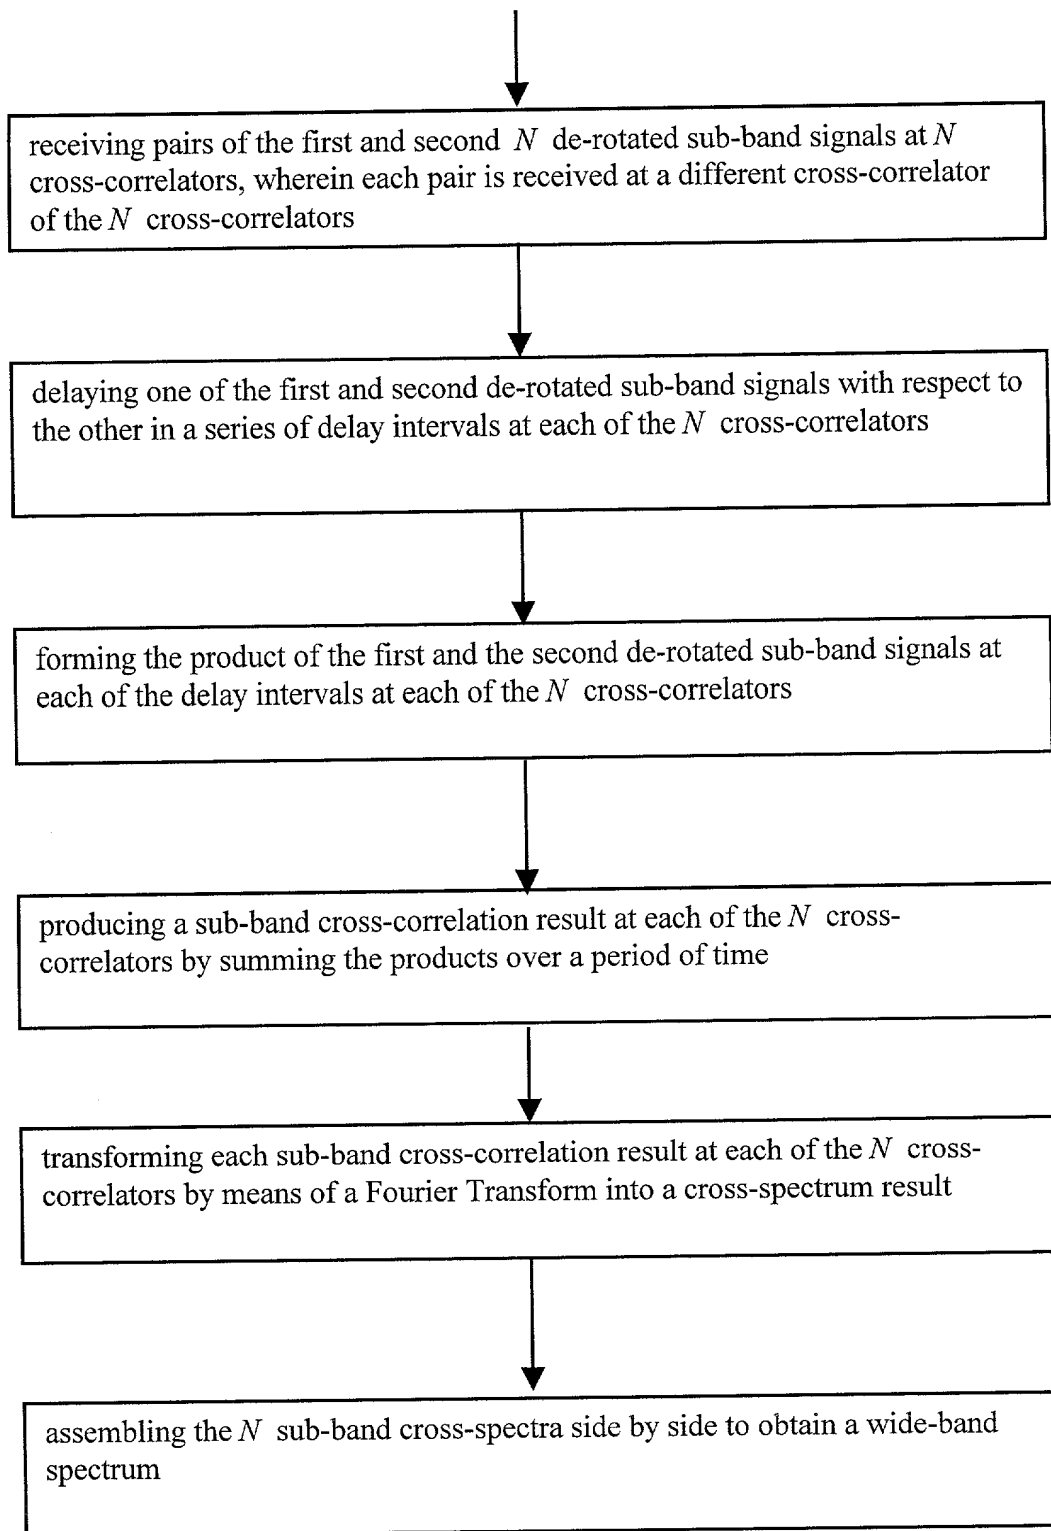 receiving pairs of the first and second N de-rotated sub-band signals at N
cross-correlators, wherein each pair is received at a different cross-correlator
of the N cross-correlators
delaying one of the first and second de-rotated sub-band signals with respect to
the other in a series of delay intervals at each of the N cross-correlators
forming the product of the first and the second de-rotated sub-band signals at
each of the delay intervals at each of the N cross-correlators
producing a sub-band cross-correlation result at each of the N cross-
correlators by summing the products over a period of time
transforming each sub-band cross-correlation result at each of the N cross-
correlators by means of a Fourier Transform into a cross-spectrum result
assembling the N sub-band cross-spectra side by side to obtain a wide-band
spectrum